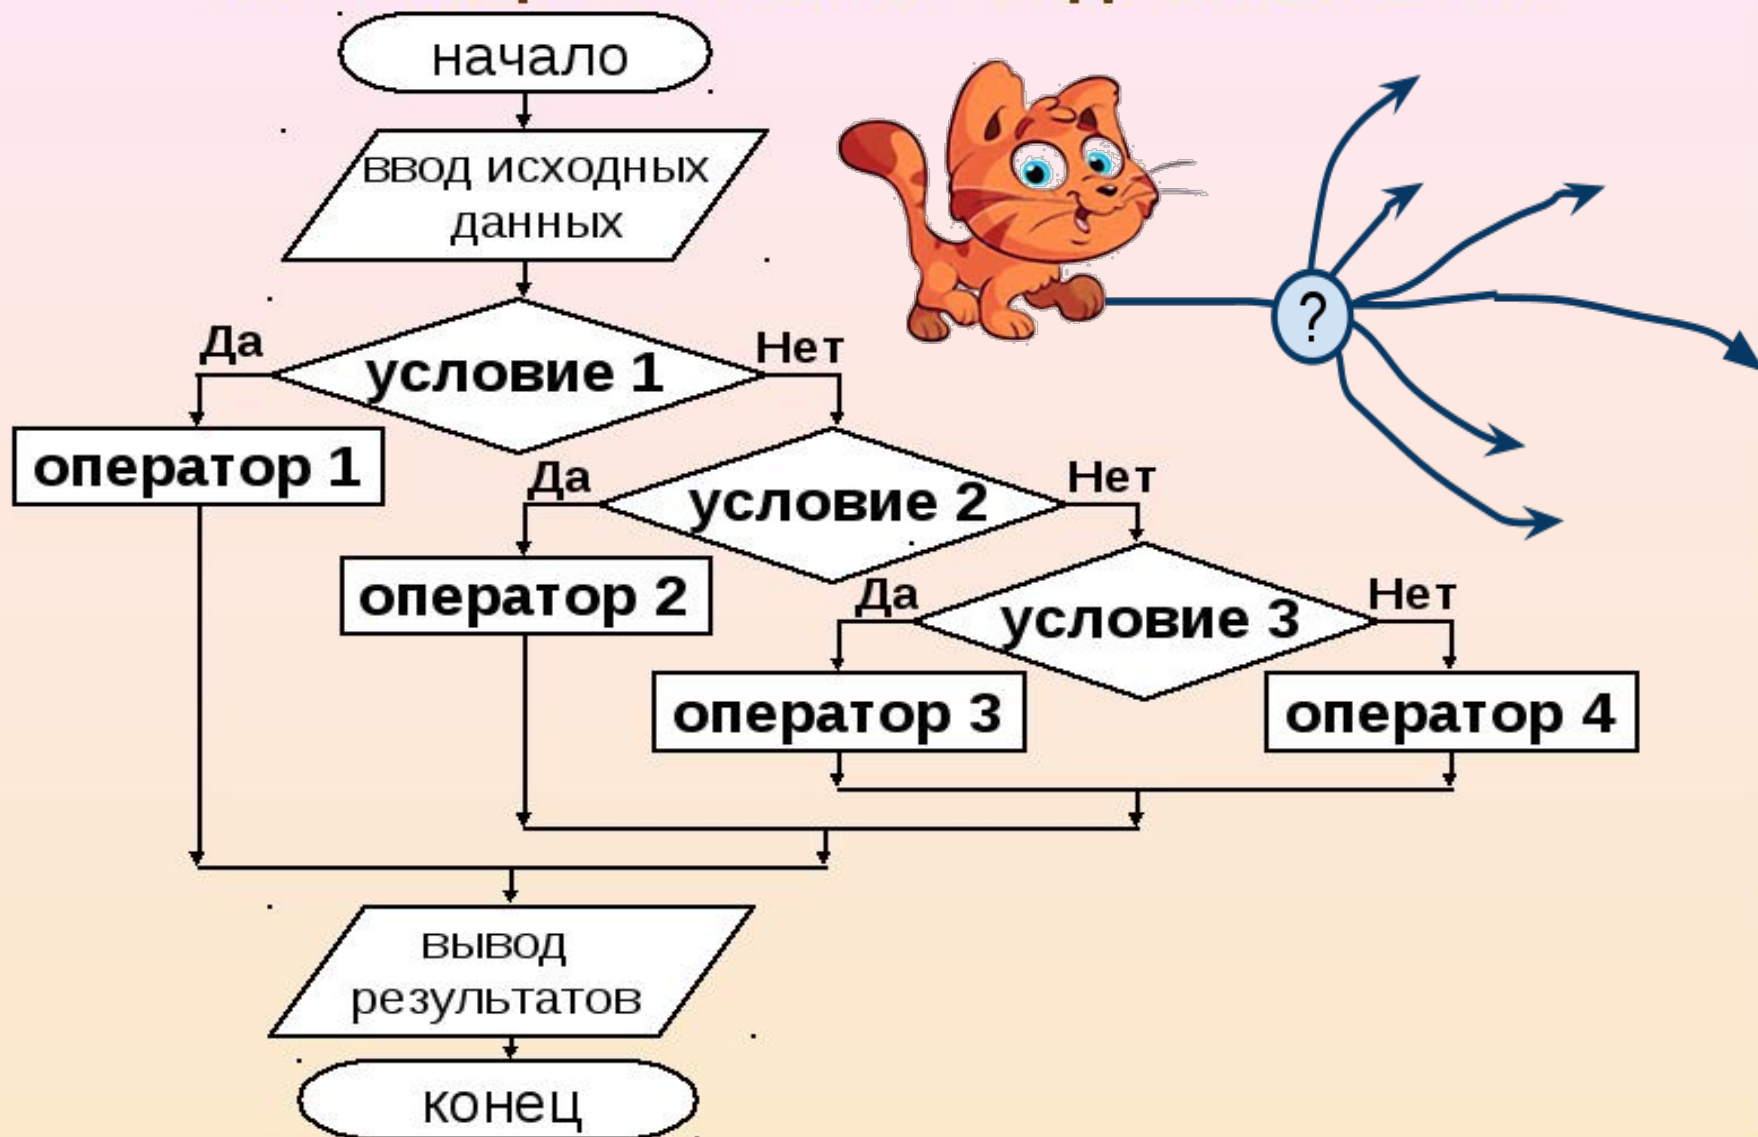 начало
ввод исходных
данных
Да
условие 1
Нет
оператор 1
Да
условие 2
Нет
оператор 2
Да
условие 3
Нет
оператор 3
оператор 4
вывод
результатов
конец
?